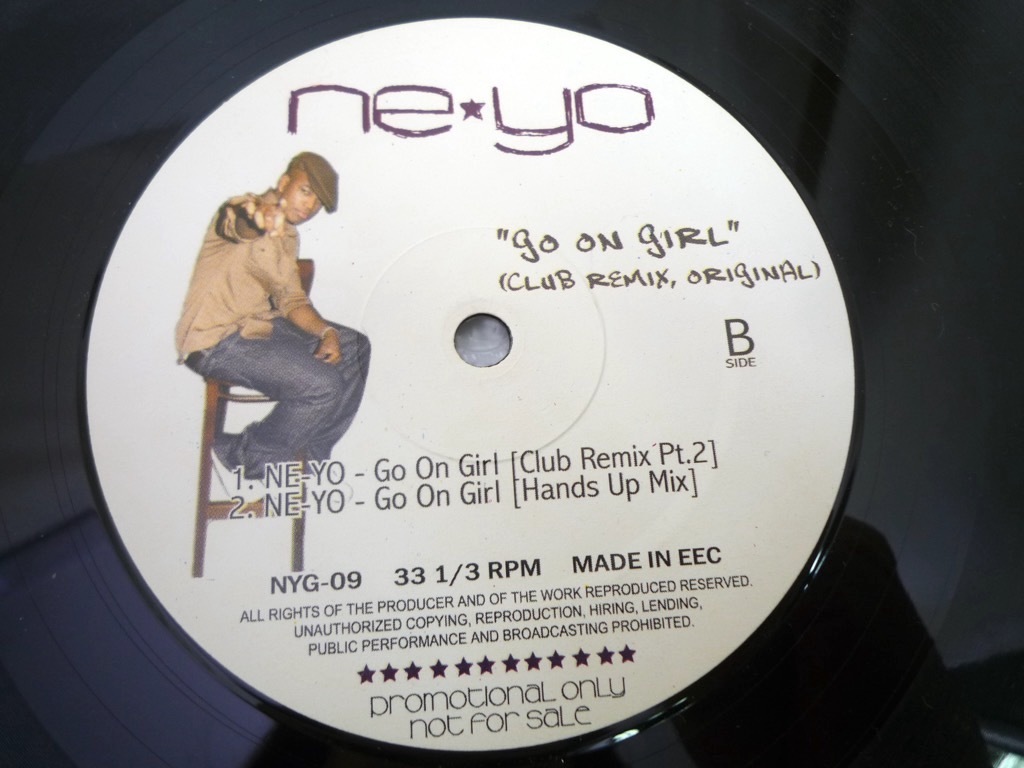 ne★yo
"GO ON GIRL"
(CLUB REMIX, ORIGINAL)
B
SIDE
1. NE-YO - Go On Girl [Club Remix Pt.2]
2. NE-YO - Go On Girl [Hands Up Mix]
NYG-09 33 1/3 RPM MADE IN EEC
ALL RIGHTS OF THE PRODUCER AND OF THE WORK REPRODUCED RESERVED.
UNAUTHORIZED COPYING, REPRODUCTION, HIRING, LENDING,
PUBLIC PERFORMANCE AND BROADCASTING PROHIBITED.
★★★★★★★★★★★★
promotional only
not for sale